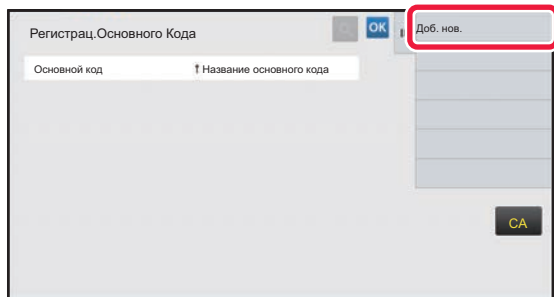 Регистрац.Основного Кода
OK
Доб. нов.
Основной код
Название основного кода
CA